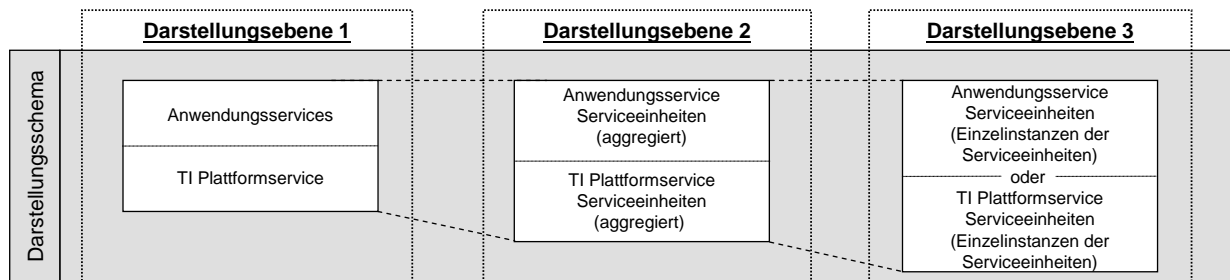 Darstellungsebene 1
Darstellungsebene 2
Darstellungsebene 3
Darstellungsschema
Anwendungsservices
TI Plattformservice
Anwendungsservice
Serviceeinheiten
(aggregiert)
TI Plattformservice
Serviceeinheiten
(aggregiert)
Anwendungsservice
Serviceeinheiten
(Einzelinstanzen der
Serviceeinheiten)
oder
TI Plattformservice
Serviceeinheiten
(Einzelinstanzen der
Serviceeinheiten)